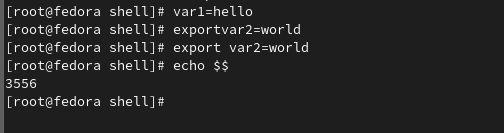 [root@fedora shell]# var1=hello
[root@fedora shell]# exportvar2=world
[root@fedora shell]# export var2=world
[root@fedora shell]# echo $$
3556
[root@fedora shell]#